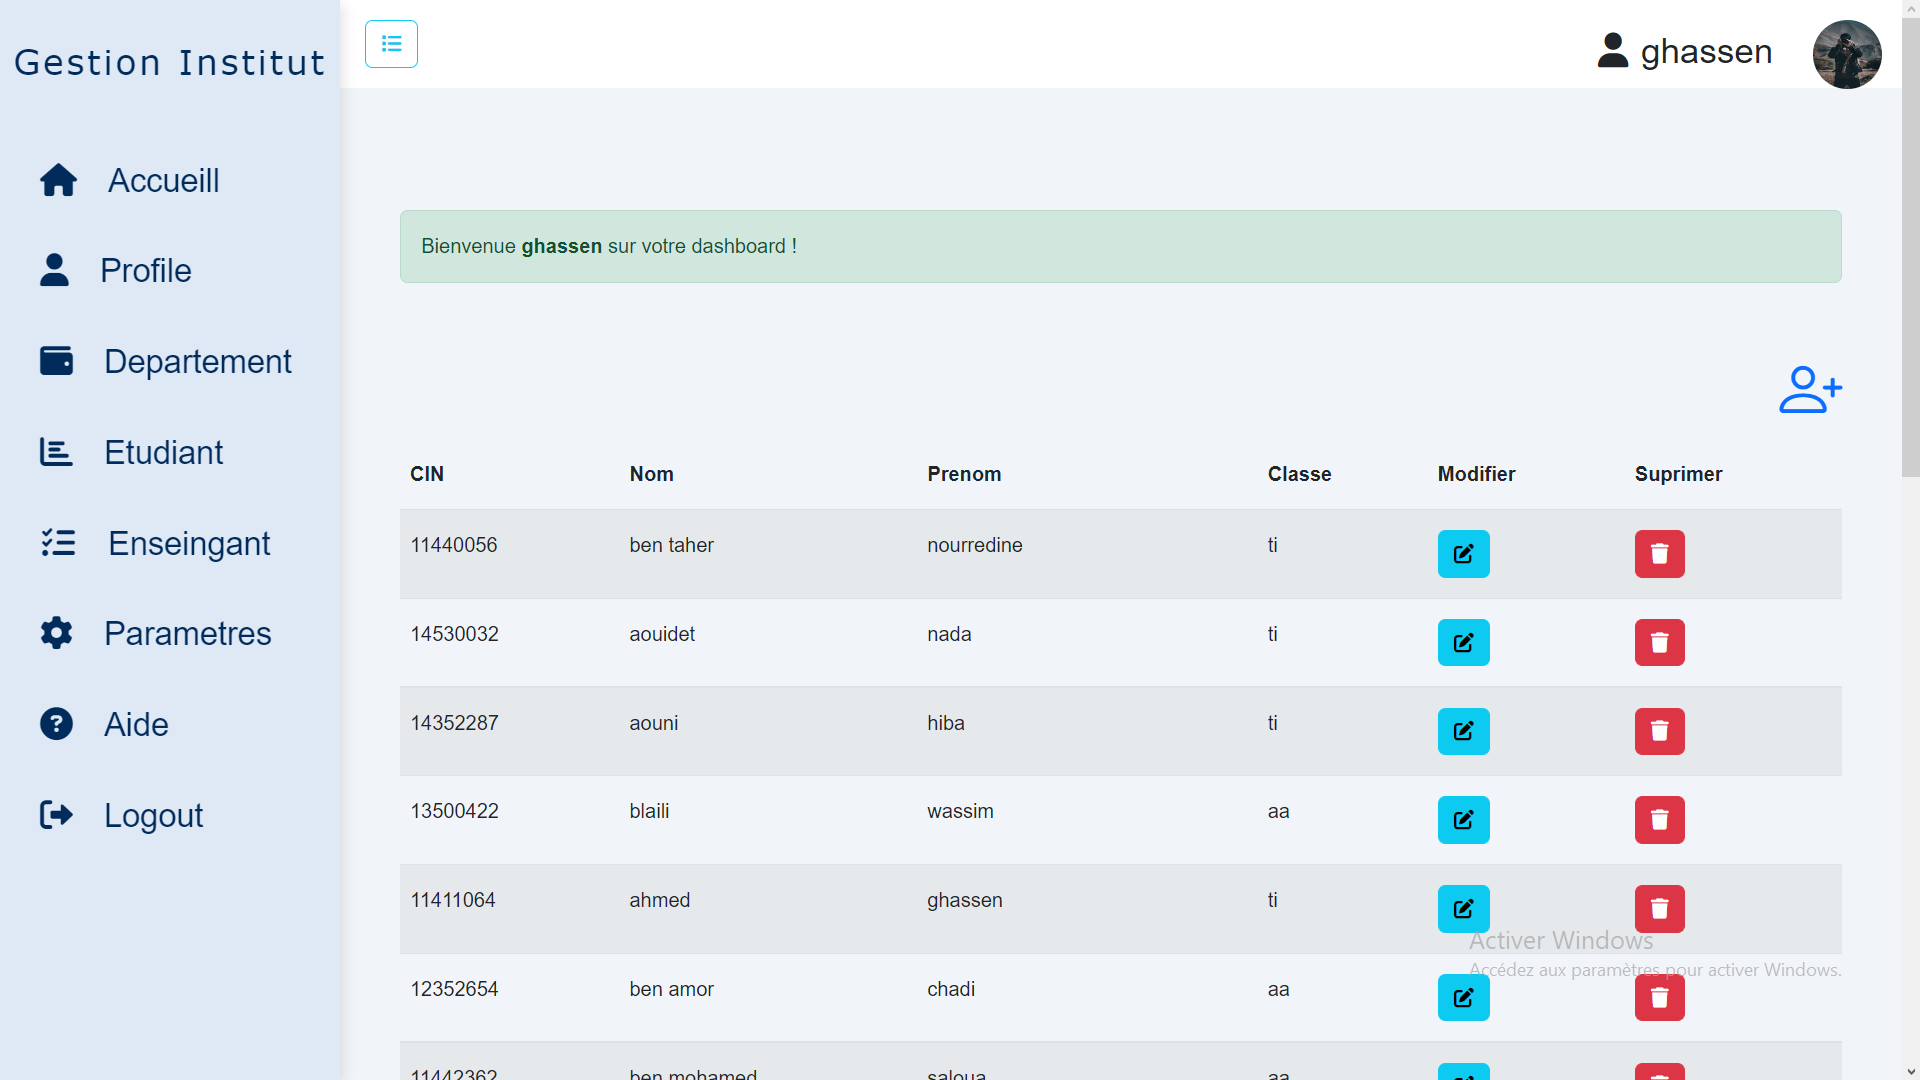 Gestion Institut
ghassen
Accueill
Profile
Departement
Etudiant
Enseingant
Parametres
Aide
Logout
Bienvenue ghassen sur votre dashboard !
CIN Nom Prenom Classe Modifier Suprimer
11440056 ben taher nourredine ti
14530032 aouidet nada ti
14352287 aouni hiba ti
13500422 blaili wassim aa
11411064 ahmed ghassen ti
12352654 ben amor chadi aa
11442362 ben mohamed saloua aa
Activer Windows
Accédez aux paramètres pour activer Windows.